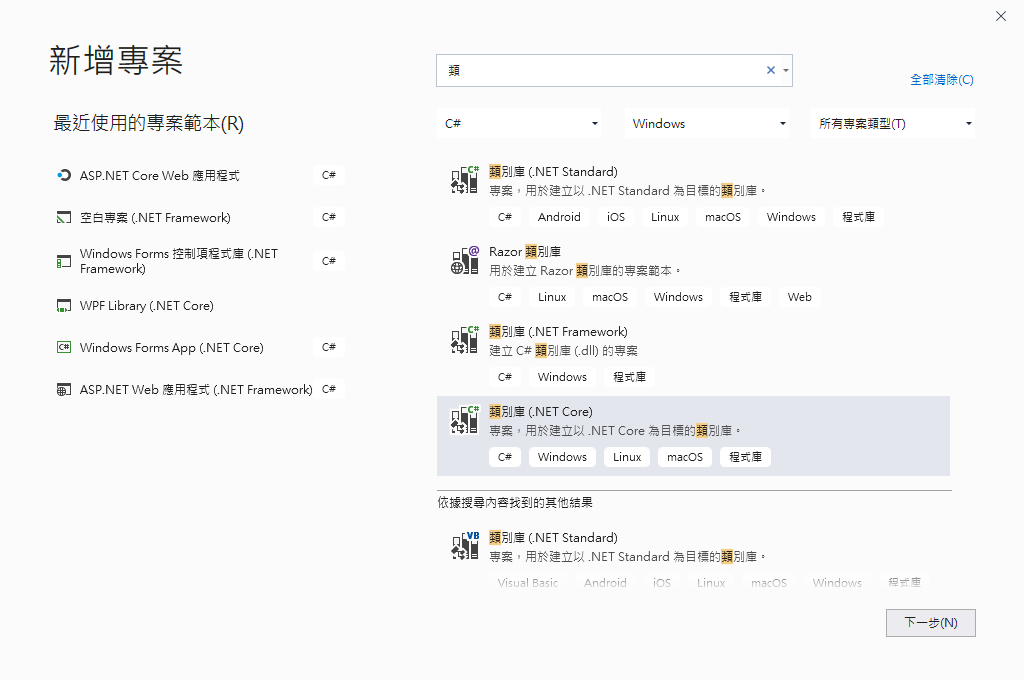 新增專案
類
全部清除(C)
最近使用的專案範本(R)
C#
Windows
所有專案類型(T)
ASP.NET Core Web 應用程式
C#
空白專案 (.NET Framework)
C#
Windows Forms 控制項程式庫 (.NET
Framework)
C#
WPF Library (.NET Core)
Windows Forms App (.NET Core)
C#
ASP.NET Web 應用程式 (.NET Framework)
C#
類別庫 (.NET Standard)
專案，用於建立以 .NET Standard 為目標的類別庫。
C# Android iOS Linux macOS Windows 程式庫
Razor 類別庫
用於建立 Razor 類別庫的專案範本。
C# Linux macOS Windows 程式庫 Web
類別庫 (.NET Framework)
建立 C# 類別庫 (.dll) 的專案
C# Windows 程式庫
類別庫 (.NET Core)
專案，用於建立以 .NET Core 為目標的類別庫。
C# Windows Linux macOS 程式庫
依據搜尋內容找到的其他結果
VB
類別庫 (.NET Standard)
專案，用於建立以 .NET Standard 為目標的類別庫。
Visual Basic Android iOS Linux macOS Windows 程式庫
下一步(N)